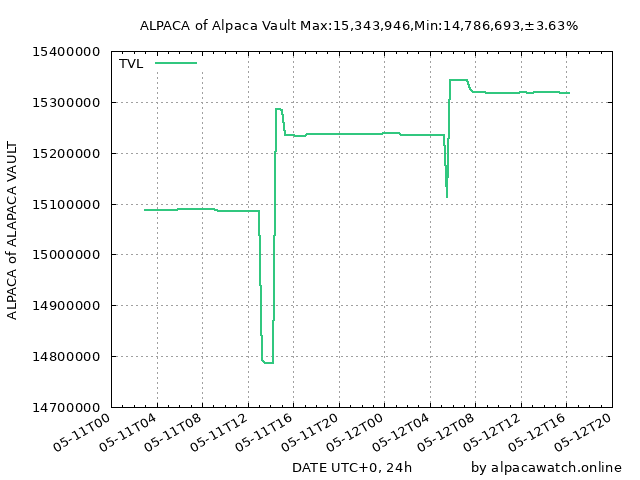 ALPACA of Alpaca Vault Max:15,343,946,Min:14,786,693,±3.63%
15400000
TVL
15300000
15200000
15100000
15000000
14900000
14800000
14700000
ALPACA of ALAPACA VAULT
05-11T00
05-11T04
05-11T08
05-11T12
05-11T16
05-11T20
05-12T00
05-12T04
05-12T08
05-12T12
05-12T16
05-12T20
DATE UTC+0, 24h
by alpacawatch.online